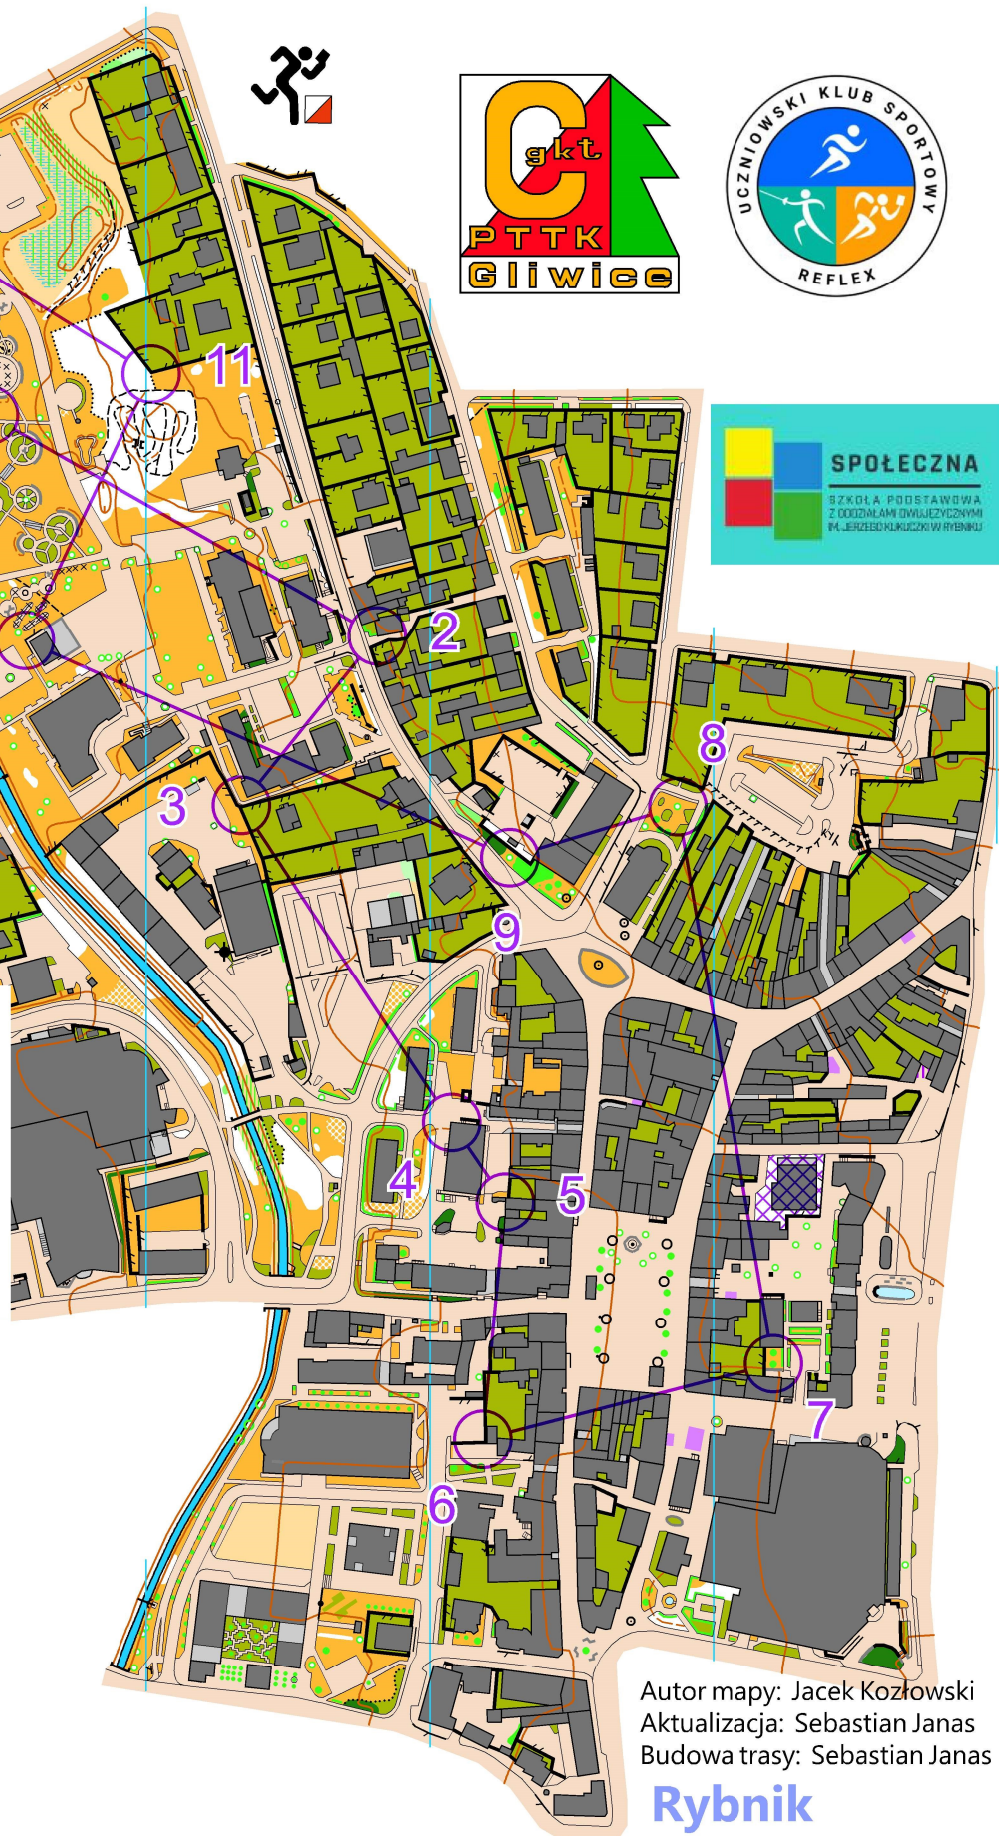 C
gkt
PTTK
Gliwice
UCZNIOWSKI KLUB SPORTOWY
REFLEX
11
SPOŁECZNA
SZKOŁA PODSTAWOWA
Z ODDZIAŁAMI DWUJĘZYCZNYMI
IM. JERZEGO KUKUCZKI W RYBNIKU
2
8
3
9
4
5
7
6
Autor mapy: Jacek Kozłowski
Aktualizacja: Sebastian Janas
Budowa trasy: Sebastian Janas
Rybnik